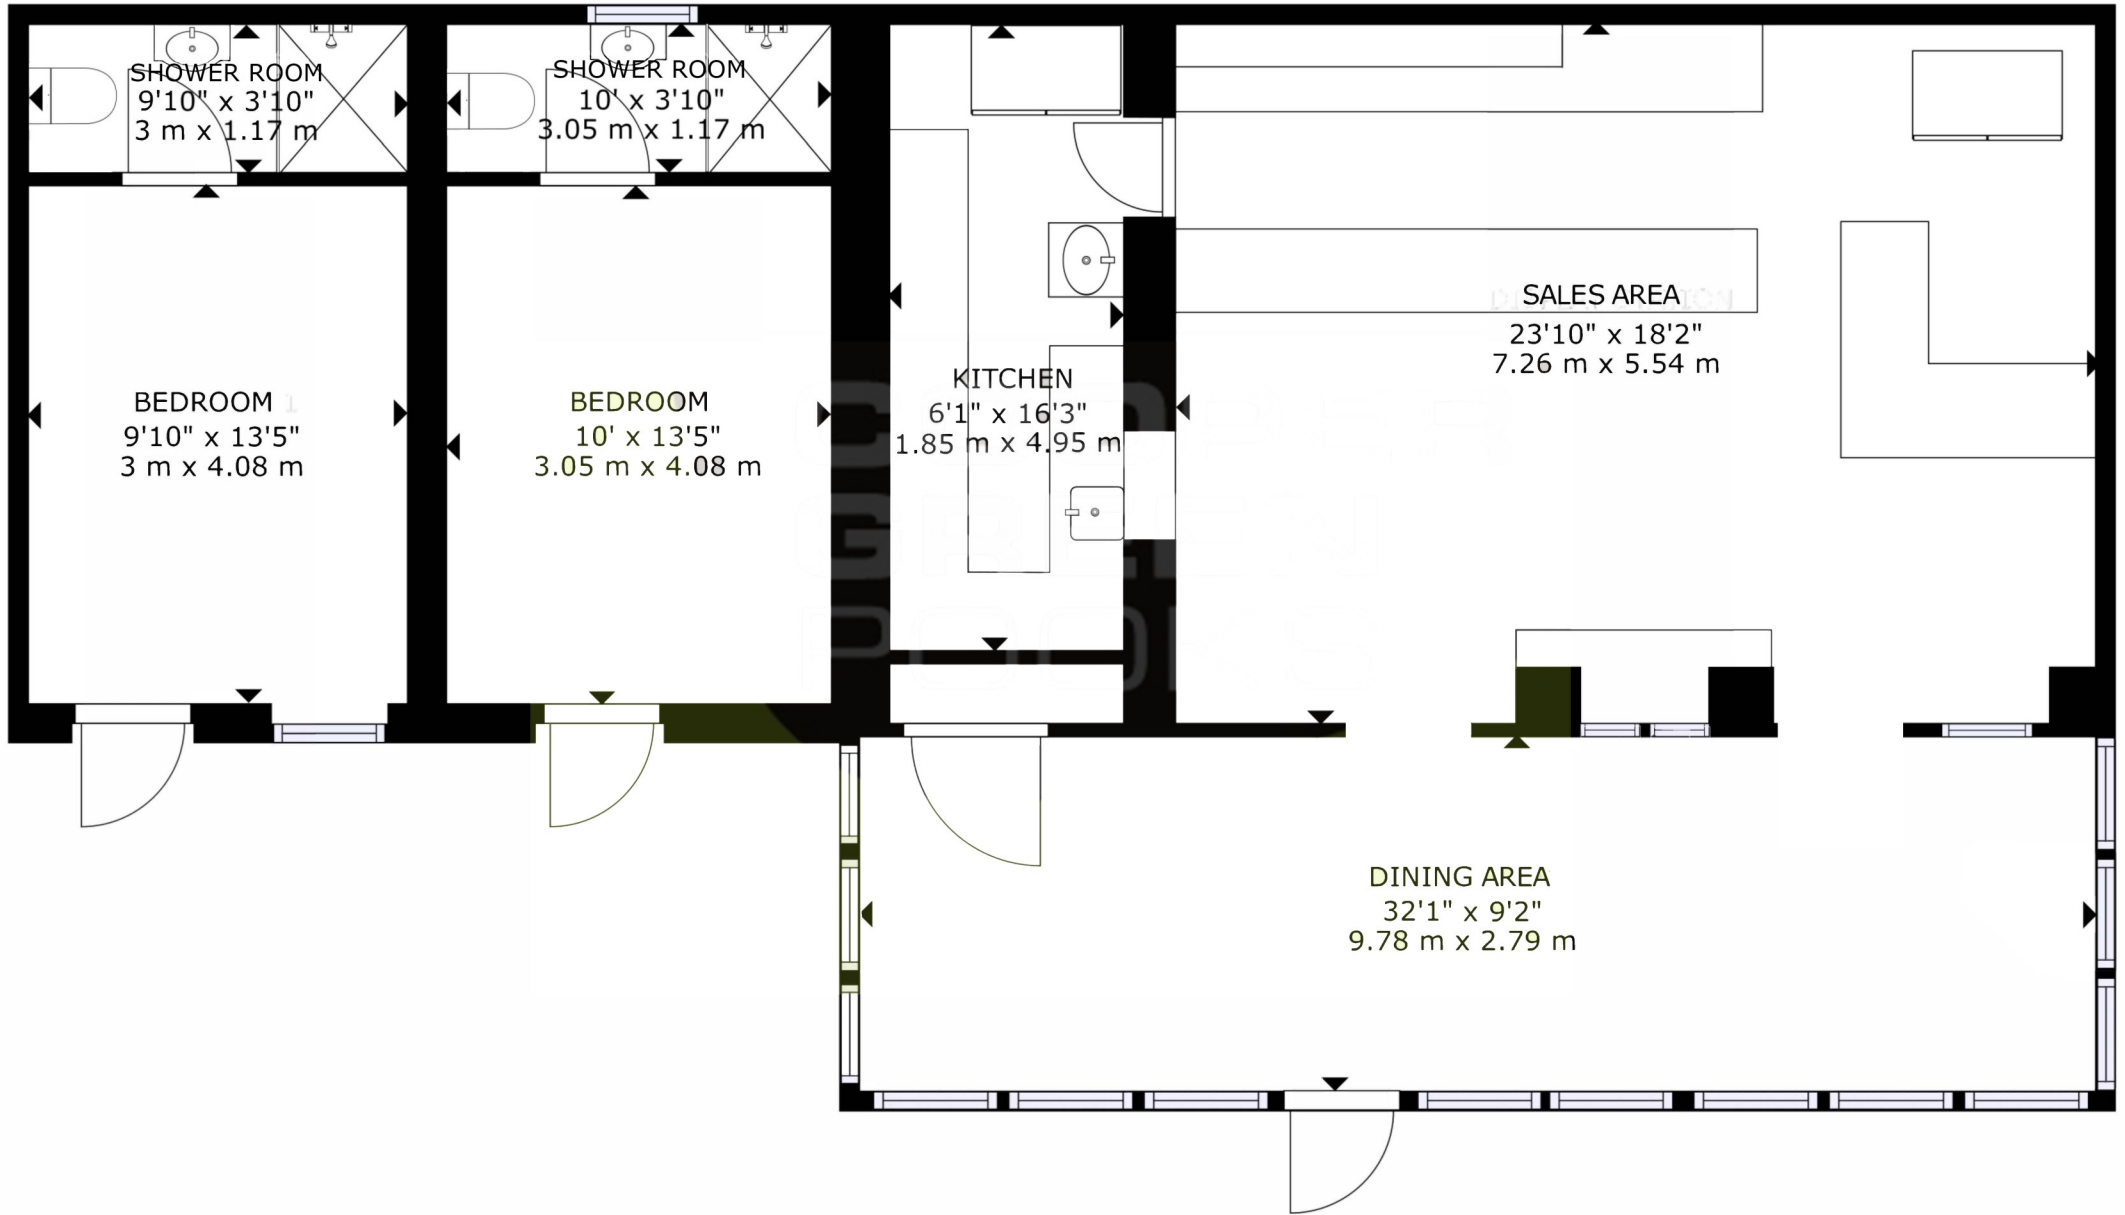 SHOWER ROOM
9'10" x 3'10"
3 m x 1.17 m
SHOWER ROOM
10' x 3'10"
3.05 m x 1.17 m
BEDROOM
9'10" x 13'5"
3 m x 4.08 m
BEDROOM
10' x 13'5"
3.05 m x 4.08 m
KITCHEN
6'1" x 16'3"
1.85 m x 4.95 m
SALES AREA
23'10" x 18'2"
7.26 m x 5.54 m
DINING AREA
32'1" x 9'2"
9.78 m x 2.79 m
GREEN
POOKS